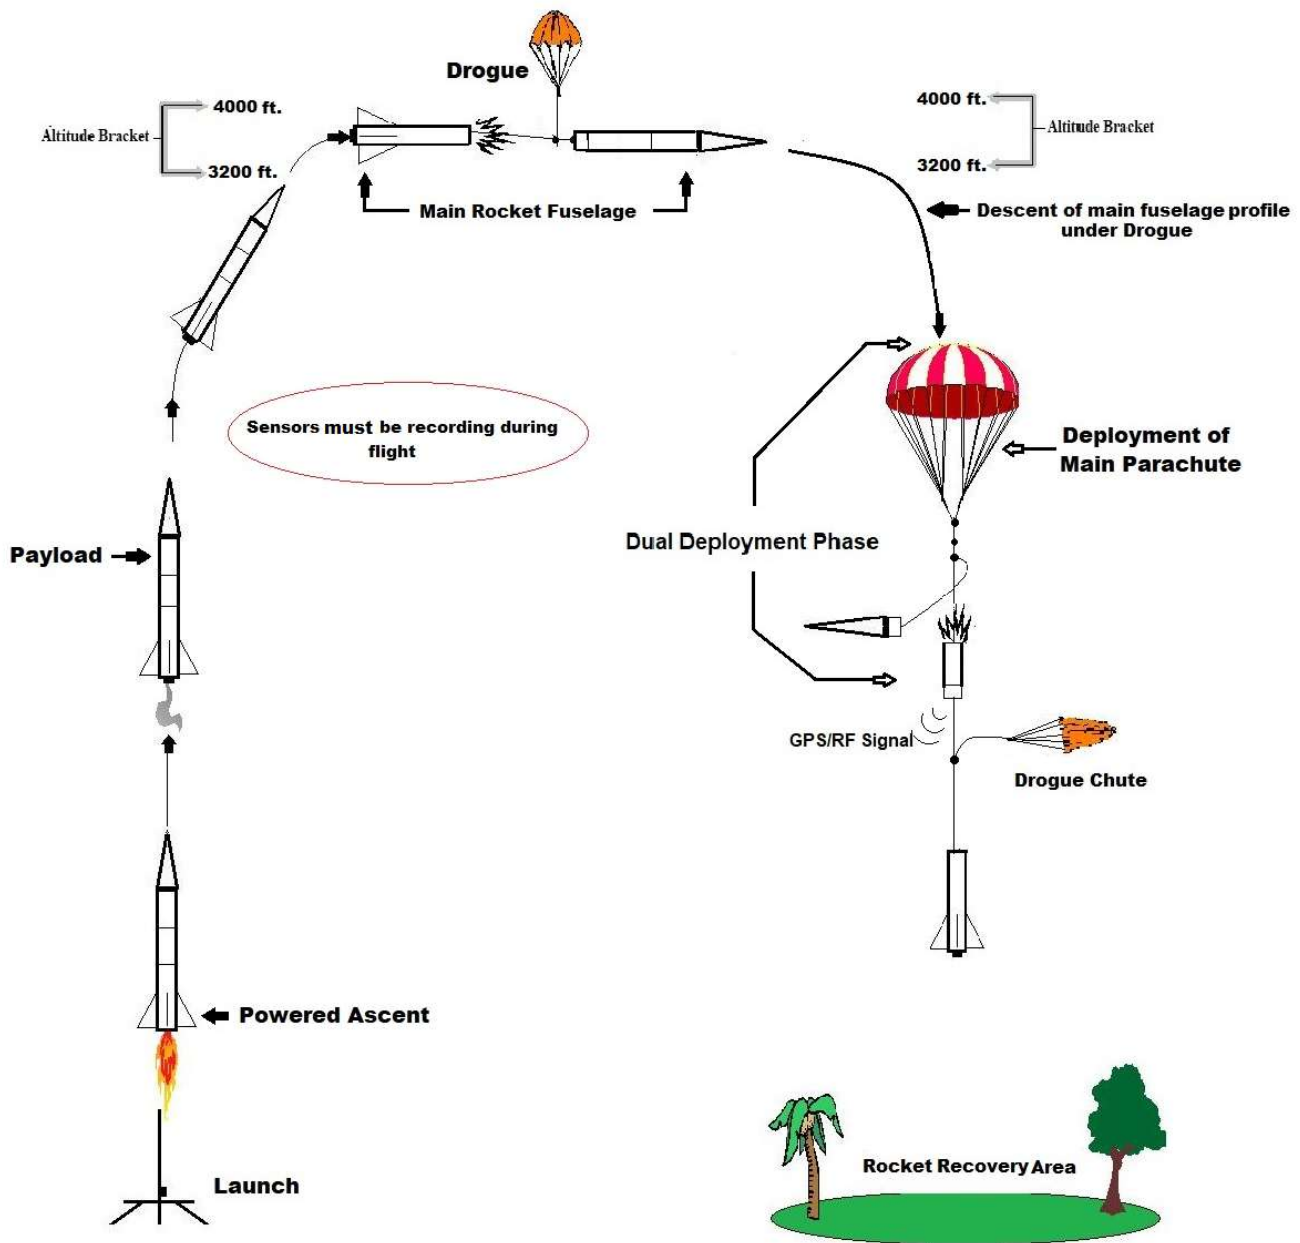 Drogue
4000 ft.
Altitude Bracket
3200 ft.
4000 ft.
Altitude Bracket
3200 ft.
Main Rocket Fuselage
Descent of main fuselage profile
under Drogue
Sensors must be recording during
flight
Deployment of
Main Parachute
Payload
Dual Deployment Phase
GPS/RF Signal
Drogue Chute
Powered Ascent
Rocket Recovery Area
Launch